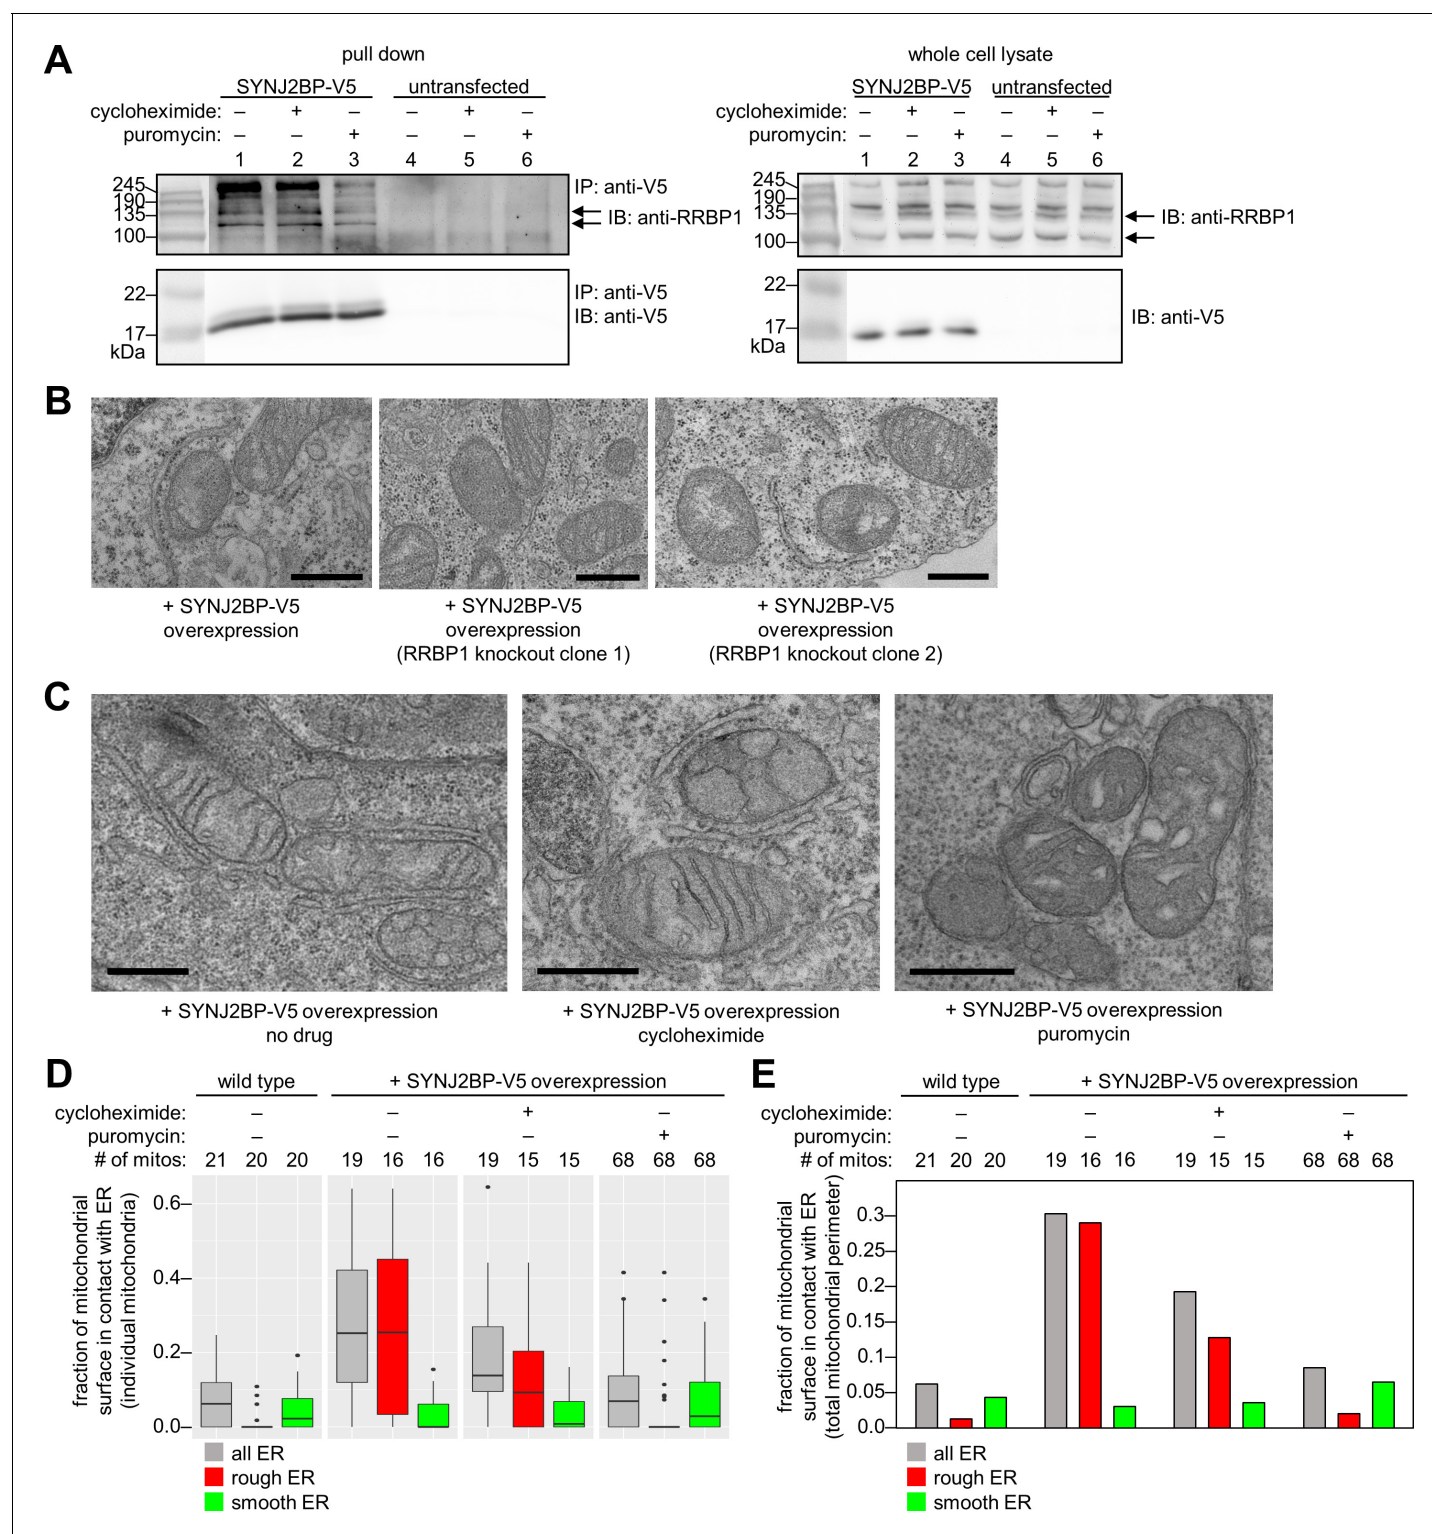 A
pull down
SYNJ2BP-V5 untransfected
cycloheximide: – + – – + –
puromycin: – – + – – +
1 2 3 4 5 6
245
190
135
100
IP: anti-V5
IB: anti-RRBP1
22
17
kDa
IP: anti-V5
IB: anti-V5
whole cell lysate
SYNJ2BP-V5 untransfected
cycloheximide: – + – – + –
puromycin: – – + – – +
1 2 3 4 5 6
245
190
135
100
IB: anti-RRBP1
22
17
kDa
IB: anti-V5
B
+ SYNJ2BP-V5
overexpression
+ SYNJ2BP-V5
overexpression
(RRBP1 knockout clone 1)
+ SYNJ2BP-V5
overexpression
(RRBP1 knockout clone 2)
C
+ SYNJ2BP-V5 overexpression
no drug
+ SYNJ2BP-V5 overexpression
cycloheximide
+ SYNJ2BP-V5 overexpression
puromycin
D
wild type + SYNJ2BP-V5 overexpression
cycloheximide: – – + –
puromycin: – – – +
# of mitos: 21 20 20 19 16 16 19 15 15 68 68 68
fraction of mitochondrial
surface in contact with ER
(individual mitochondria)
0.6
0.4
0.2
0.0
all ER
rough ER
smooth ER
E
wild type + SYNJ2BP-V5 overexpression
cycloheximide: – – + –
puromycin: – – – +
# of mitos: 21 20 20 19 16 16 19 15 15 68 68 68
fraction of mitochondrial
surface in contact with ER
(total mitochondrial perimeter)
0.3
0.25
0.2
0.15
0.1
0.05
0.0
all ER
rough ER
smooth ER